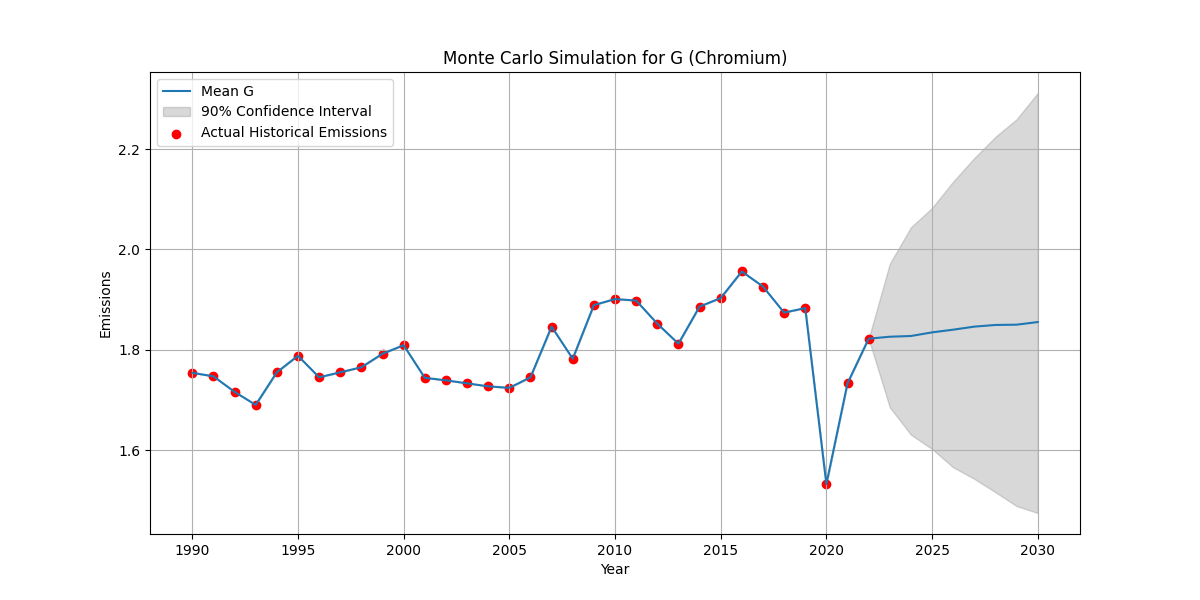 Monte Carlo Simulation for G (Chromium)
Mean G
90% Confidence Interval
Actual Historical Emissions
Emissions
2.2
2.0
1.8
1.6
1990 1995 2000 2005 2010 2015 2020 2025 2030
Year